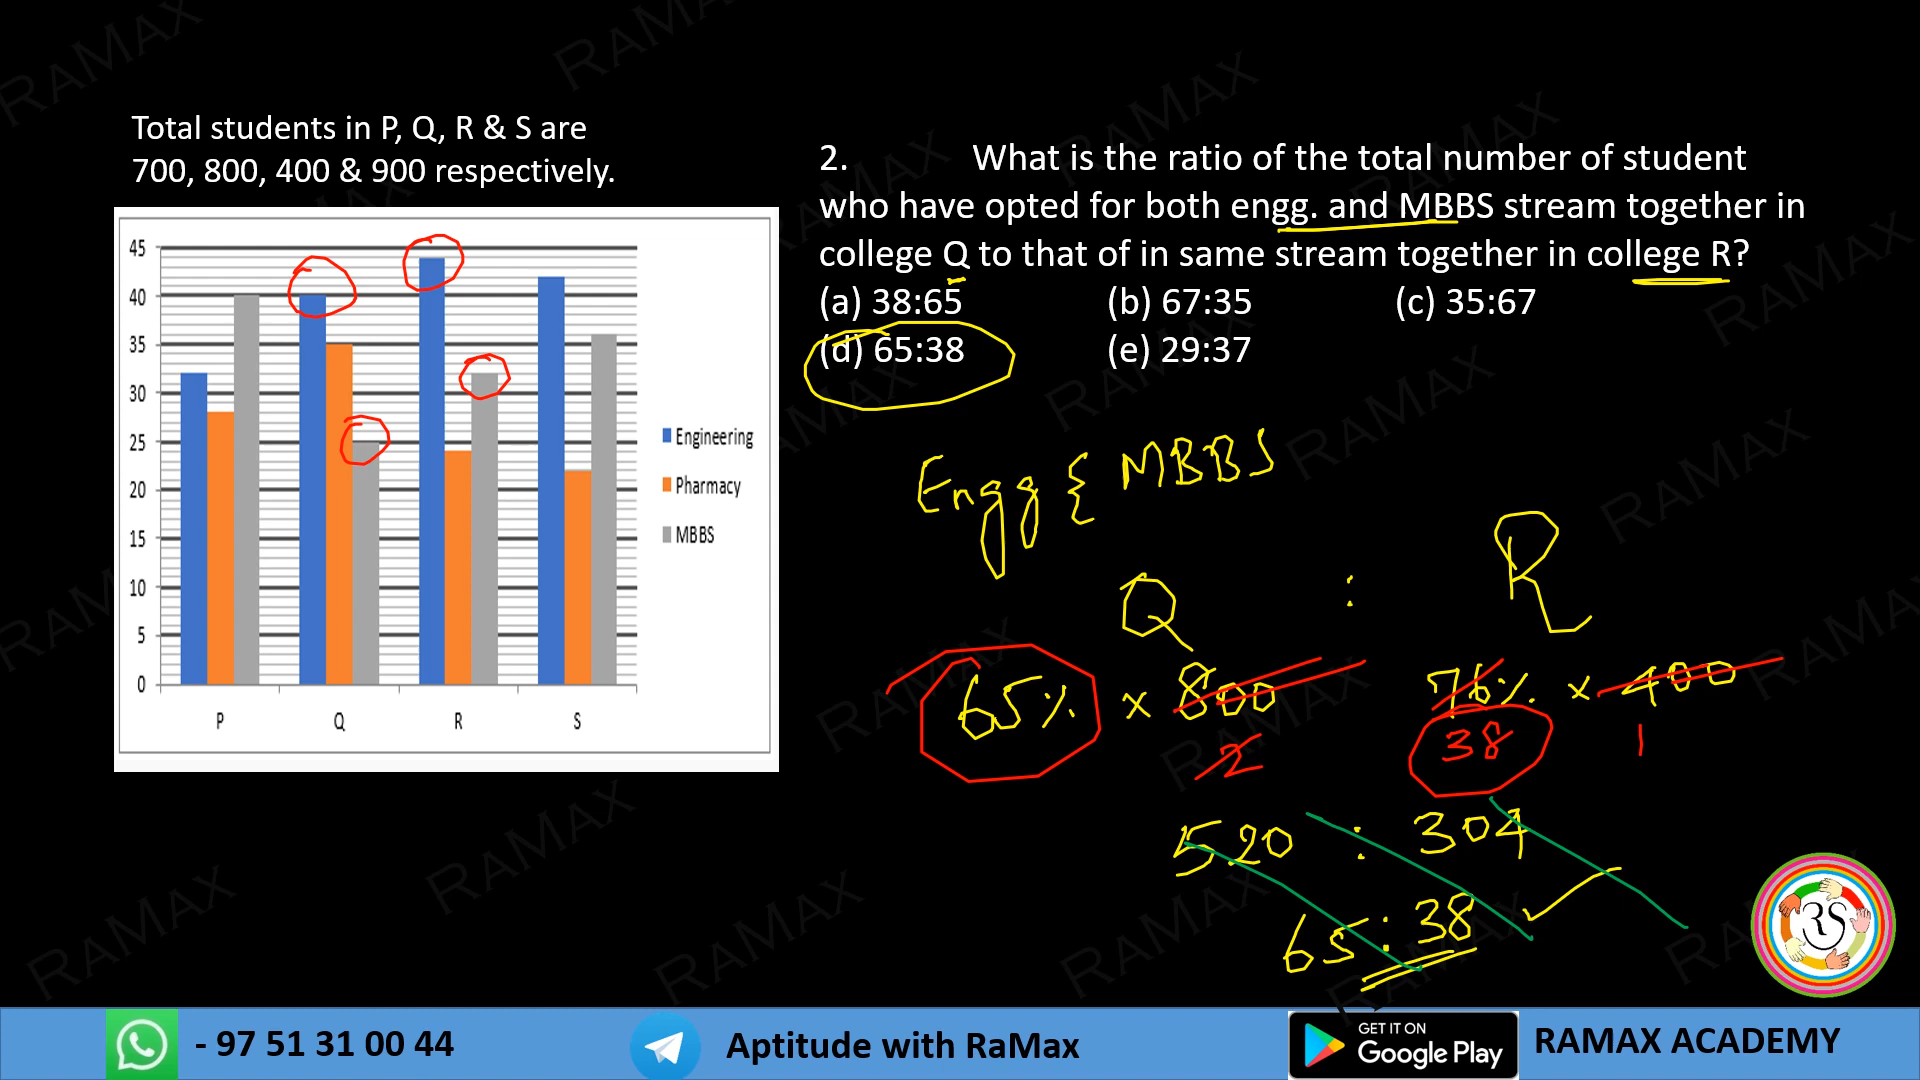 Total students in P, Q, R & S are
700, 800, 400 & 900 respectively.
45
40
35
30
25
20
15
10
5
0
P Q R S
Engineering
Pharmacy
MBBS
2. What is the ratio of the total number of student
who have opted for both engg. and MBBS stream together in
college Q to that of in same stream together in college R?
(a) 38:65 (b) 67:35 (c) 35:67
(d) 65:38 (e) 29:37
Engg & MBBS
Q : R
65% × 800 76% × 400
2 38 1
520 : 304
65 : 38
RAMAX
RS
- 97 51 31 00 44
Aptitude with RaMax
GET IT ON
Google Play
RAMAX ACADEMY